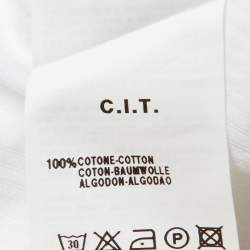 C.I.T.
100% COTONE-COTTON
COTON-BAUMWOLLE
ALGODON-ALGODAO
30 P